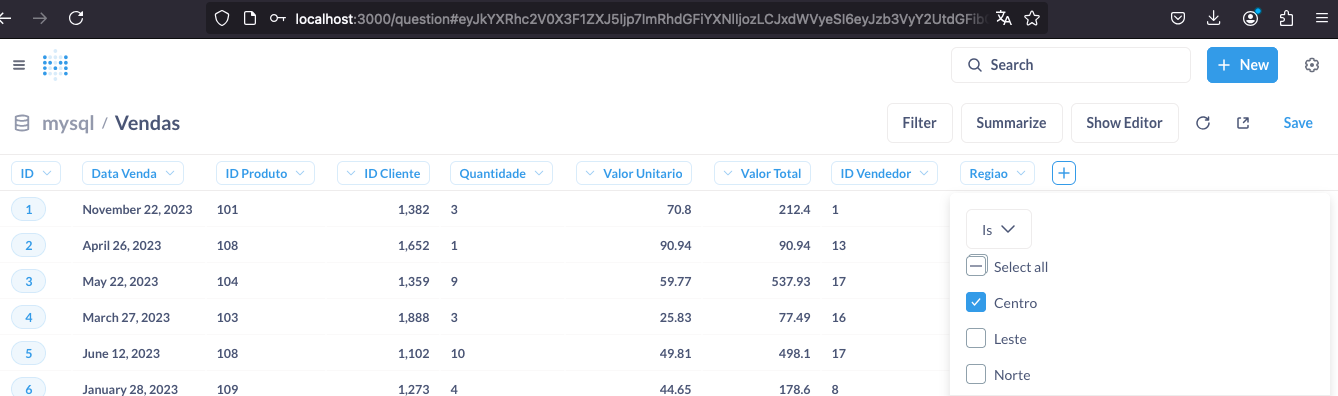 localhost:3000/question#eyJkYXRhc2V0X3F1ZXJ5Ijp7ImRhdGFiYXNlIjozLCJxdWVyeSI6eyJzb3VyY2UtdGFibG
Search
+ New
mysql / Vendas
Filter
Summarize
Show Editor
Save
ID Data Venda ID Produto ID Cliente Quantidade Valor Unitario Valor Total ID Vendedor Regiao +
1 November 22, 2023 101 1,382 3 70.8 212.4 1
Is
2 April 26, 2023 108 1,652 1 90.94 90.94 13
Select all
3 May 22, 2023 104 1,359 9 59.77 537.93 17
Centro
4 March 27, 2023 103 1,888 3 25.83 77.49 16
Leste
5 June 12, 2023 108 1,102 10 49.81 498.1 17
Norte
6 January 28, 2023 109 1,273 4 44.65 178.6 8